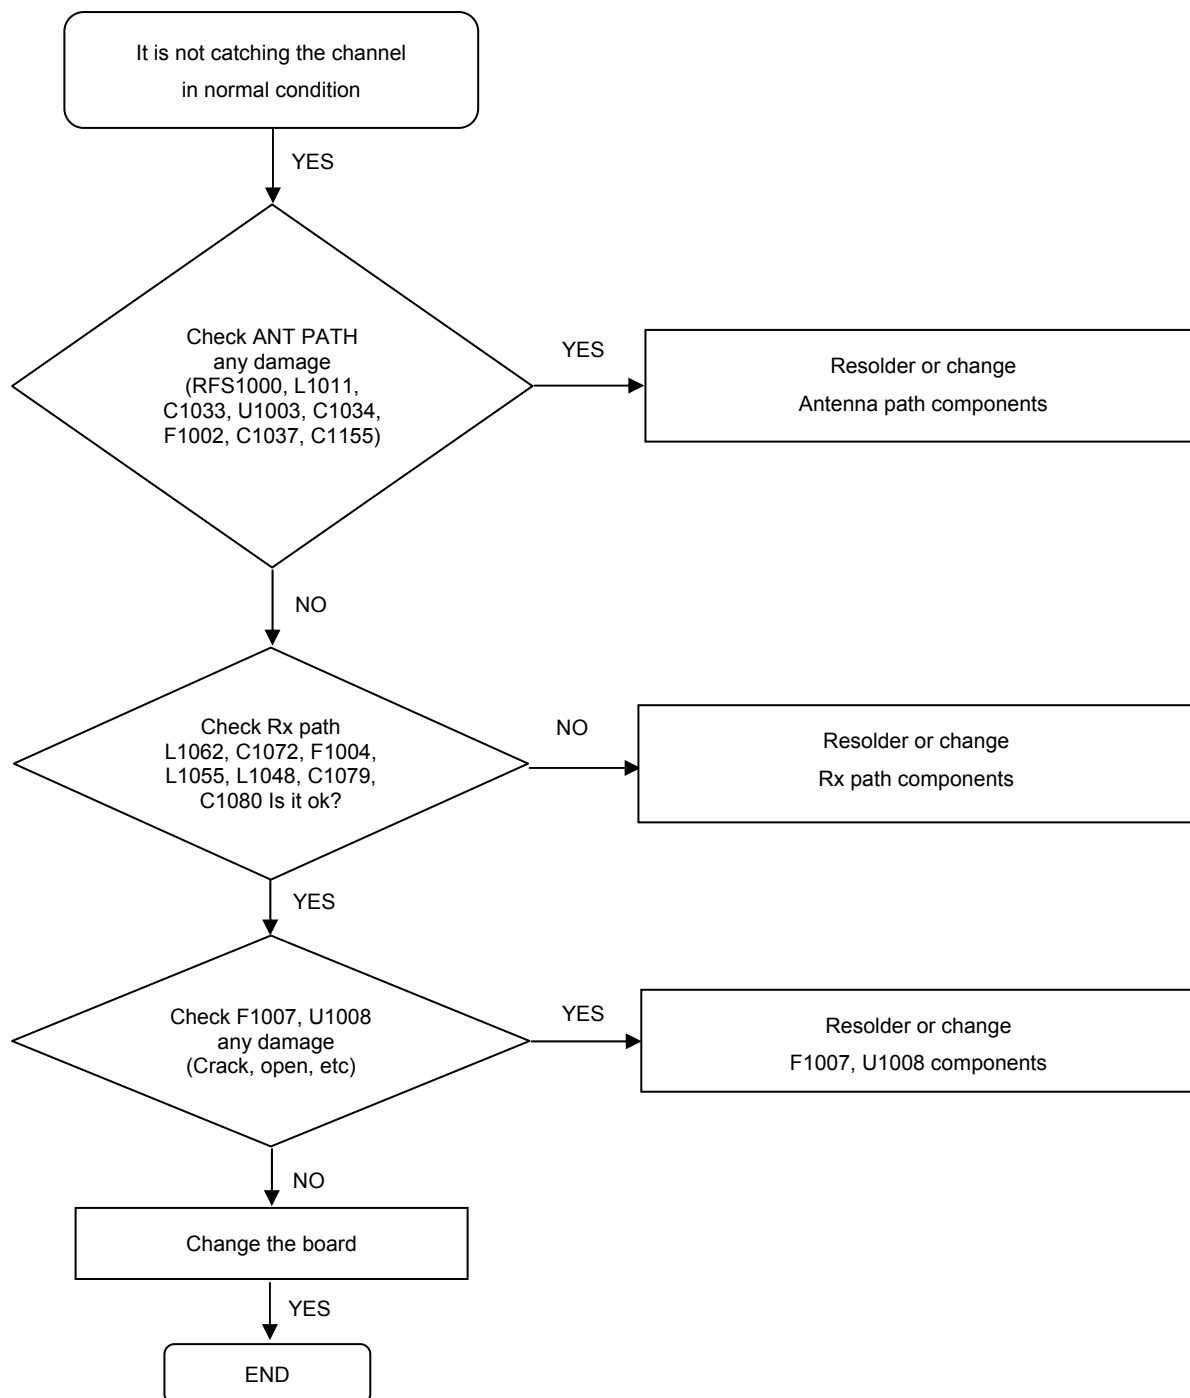 It is not catching the channel
in normal condition
YES
Check ANT PATH
any damage
(RFS1000, L1011,
C1033, U1003, C1034,
F1002, C1037, C1155)
YES
Resolder or change
Antenna path components
NO
Check Rx path
L1062, C1072, F1004,
L1055, L1048, C1079,
C1080 Is it ok?
NO
Resolder or change
Rx path components
YES
Check F1007, U1008
any damage
(Crack, open, etc)
YES
Resolder or change
F1007, U1008 components
NO
Change the board
YES
END